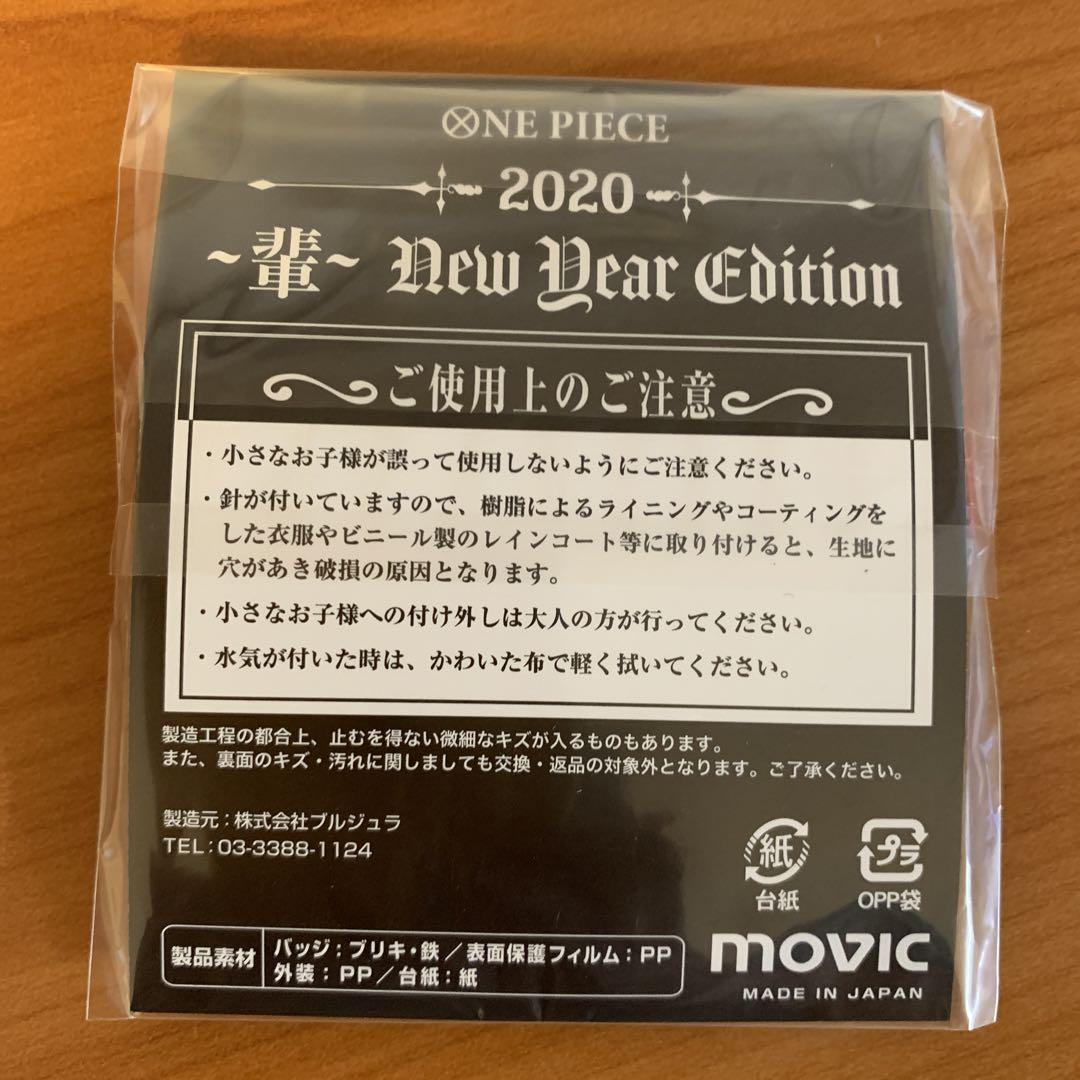 ONE PIECE
2020
~輩~ New Year Edition
ご使用上のご注意
・小さなお子様が誤って使用しないようにご注意ください。
・針が付いていますので、樹脂によるライニングやコーティングを
した衣服やビニール製のレインコート等に取り付けると、生地に
穴があき破損の原因となります。
・小さなお子様への付け外しは大人の方が行ってください。
・水気が付いた時は、かわいた布で軽く拭いてください。
製造工程の都合上、止むを得ない微細なキズが入るものもあります。
また、裏面のキズ・汚れに関しましても交換・返品の対象外となります。ご了承ください。
製造元：株式会社ブルジュラ
TEL：03-3388-1124
紙
台紙
プラ
OPP袋
製品素材
バッジ：ブリキ・鉄／表面保護フィルム：PP
外装：PP／台紙：紙
movic
MADE IN JAPAN